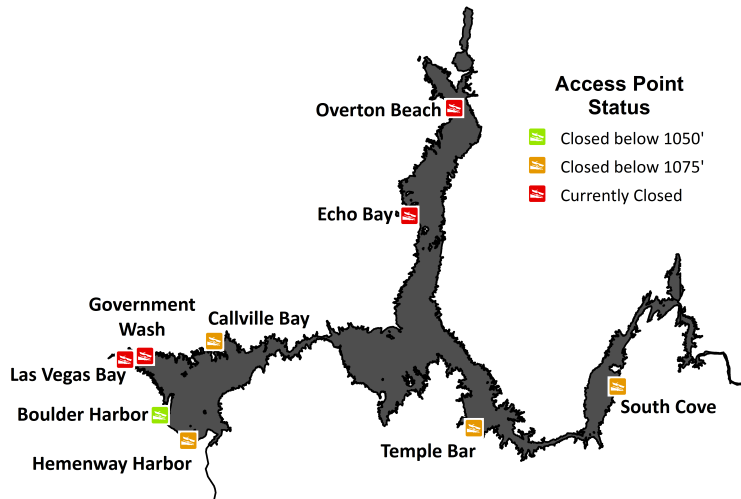 Access Point
Status
Closed below 1050'
Closed below 1075'
Currently Closed
Overton Beach
Echo Bay
Government
Wash
Callville Bay
Las Vegas Bay
Boulder Harbor
Hemenway Harbor
Temple Bar
South Cove